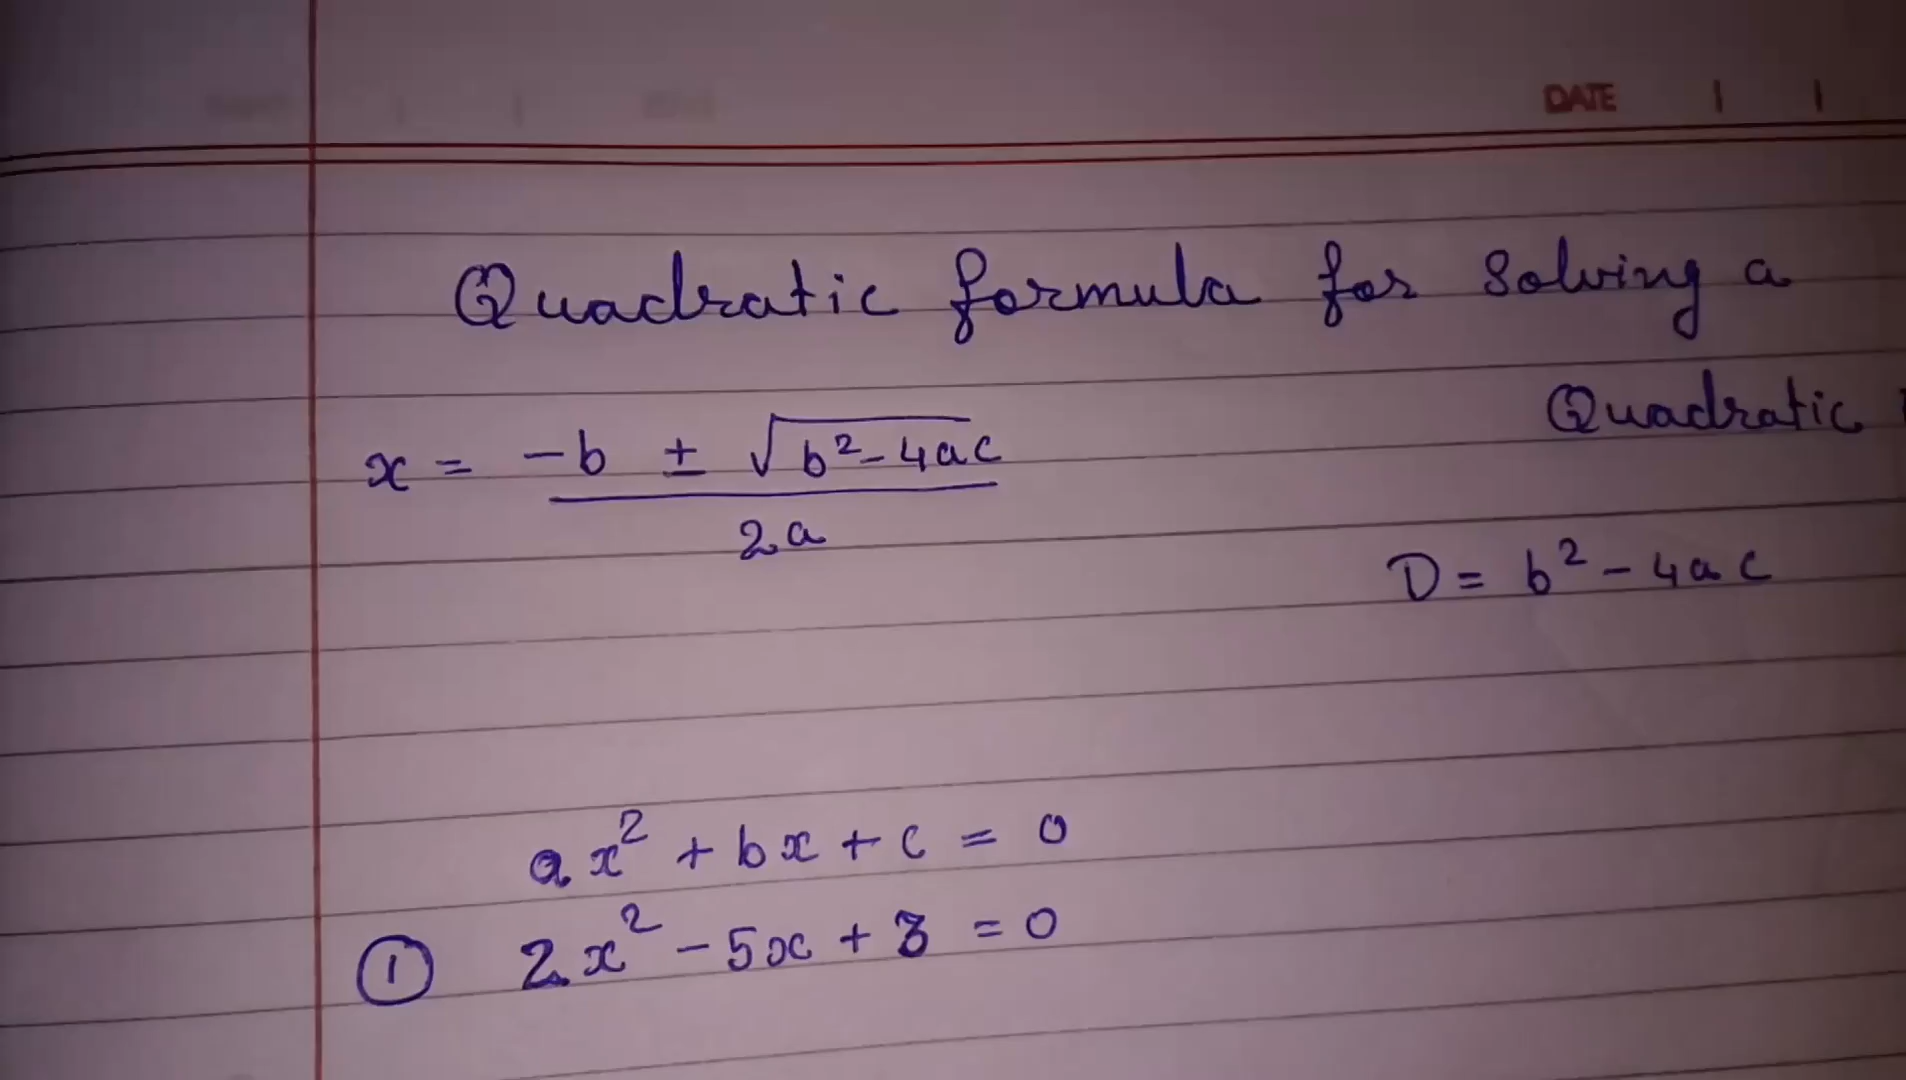 DATE | |
Quadratic formula for solving a
Quadratic
x = -b ± √b²-4ac / 2a
D = b² - 4ac
ax² + bx + c = 0
① 2x² - 5x + 3 = 0